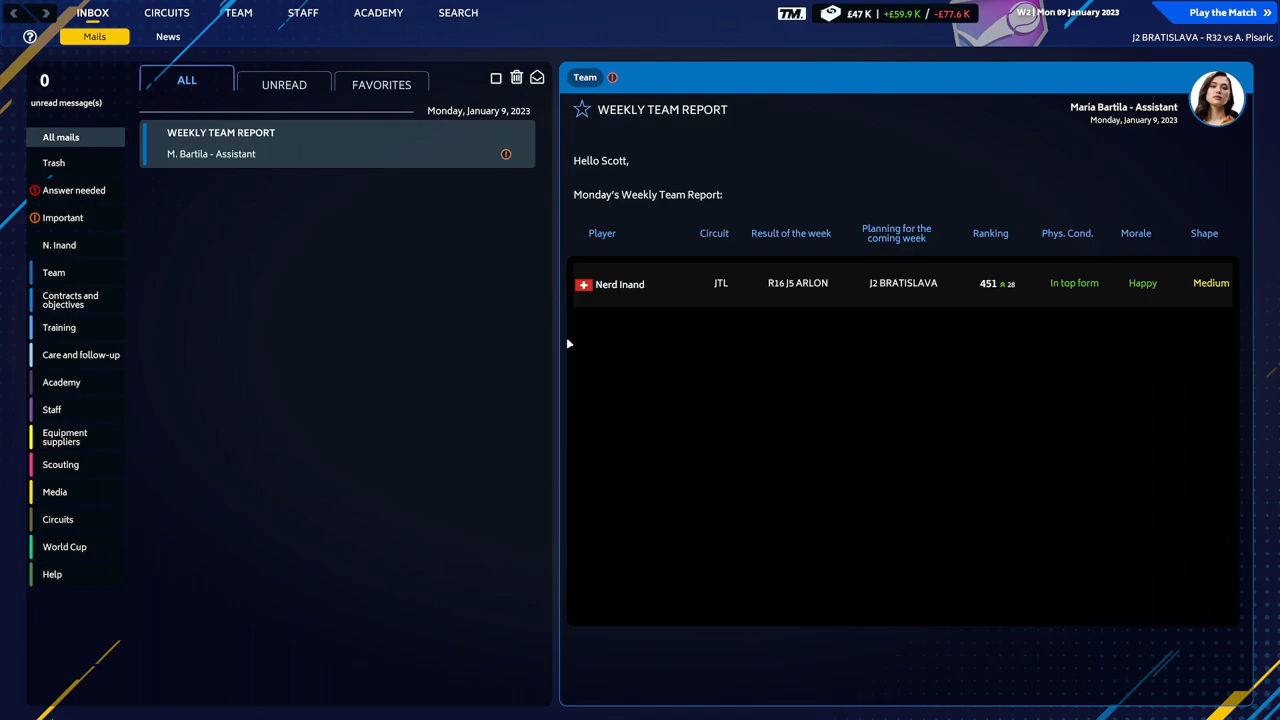 INBOX
CIRCUITS
TEAM
STAFF
ACADEMY
SEARCH
TM.
£47 K | +£59.9 K / -£77.6 K
W2 | Mon 09 January 2023
Play the Match
Mails
News
J2 BRATISLAVA - R32 vs A. Pisaric
0
unread message(s)
All mails
Trash
Answer needed
Important
N. Inand
Team
Contracts and
objectives
Training
Care and follow-up
Academy
Staff
Equipment
suppliers
Scouting
Media
Circuits
World Cup
Help
ALL
UNREAD
FAVORITES
Monday, January 9, 2023
WEEKLY TEAM REPORT
M. Bartila - Assistant
Team
WEEKLY TEAM REPORT
Maria Bartila - Assistant
Monday, January 9, 2023
Hello Scott,
Monday's Weekly Team Report:
Player
Circuit
Result of the week
Planning for the
coming week
Ranking
Phys. Cond.
Morale
Shape
Nerd Inand
JTL
R16 J5 ARLON
J2 BRATISLAVA
451 28
In top form
Happy
Medium